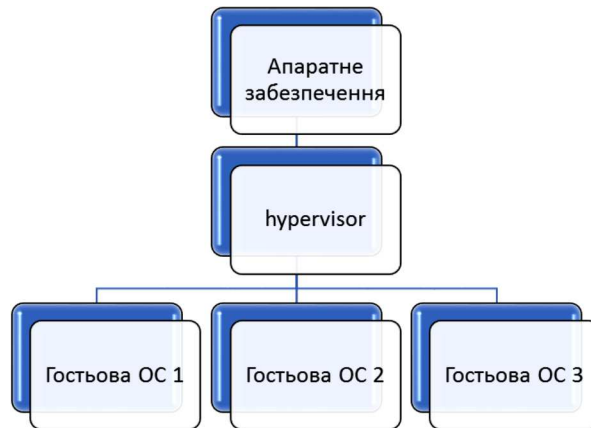 Апаратне
забезпечення
hypervisor
Гостьова ОС 1
Гостьова ОС 2
Гостьова ОС 3